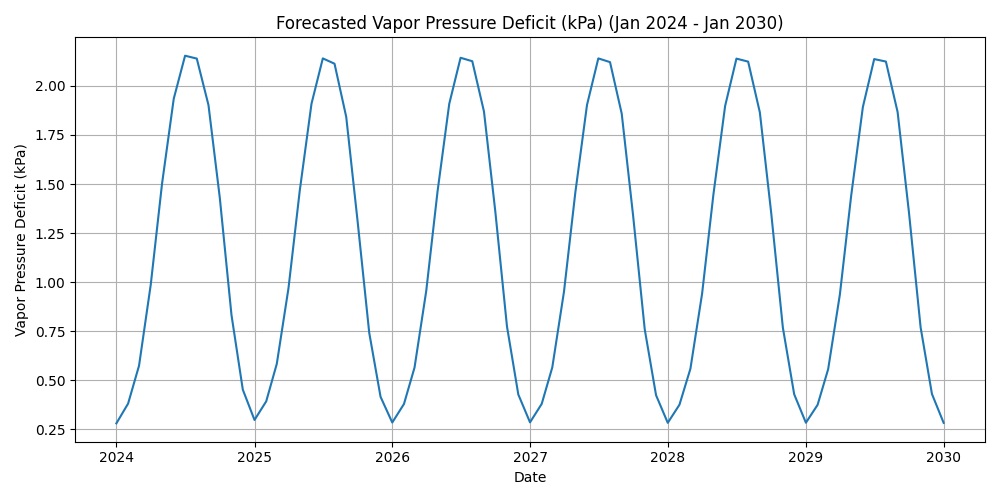 Forecasted Vapor Pressure Deficit (kPa) (Jan 2024 - Jan 2030)
Vapor Pressure Deficit (kPa)
2.00
1.75
1.50
1.25
1.00
0.75
0.50
0.25
2024 2025 2026 2027 2028 2029 2030
Date